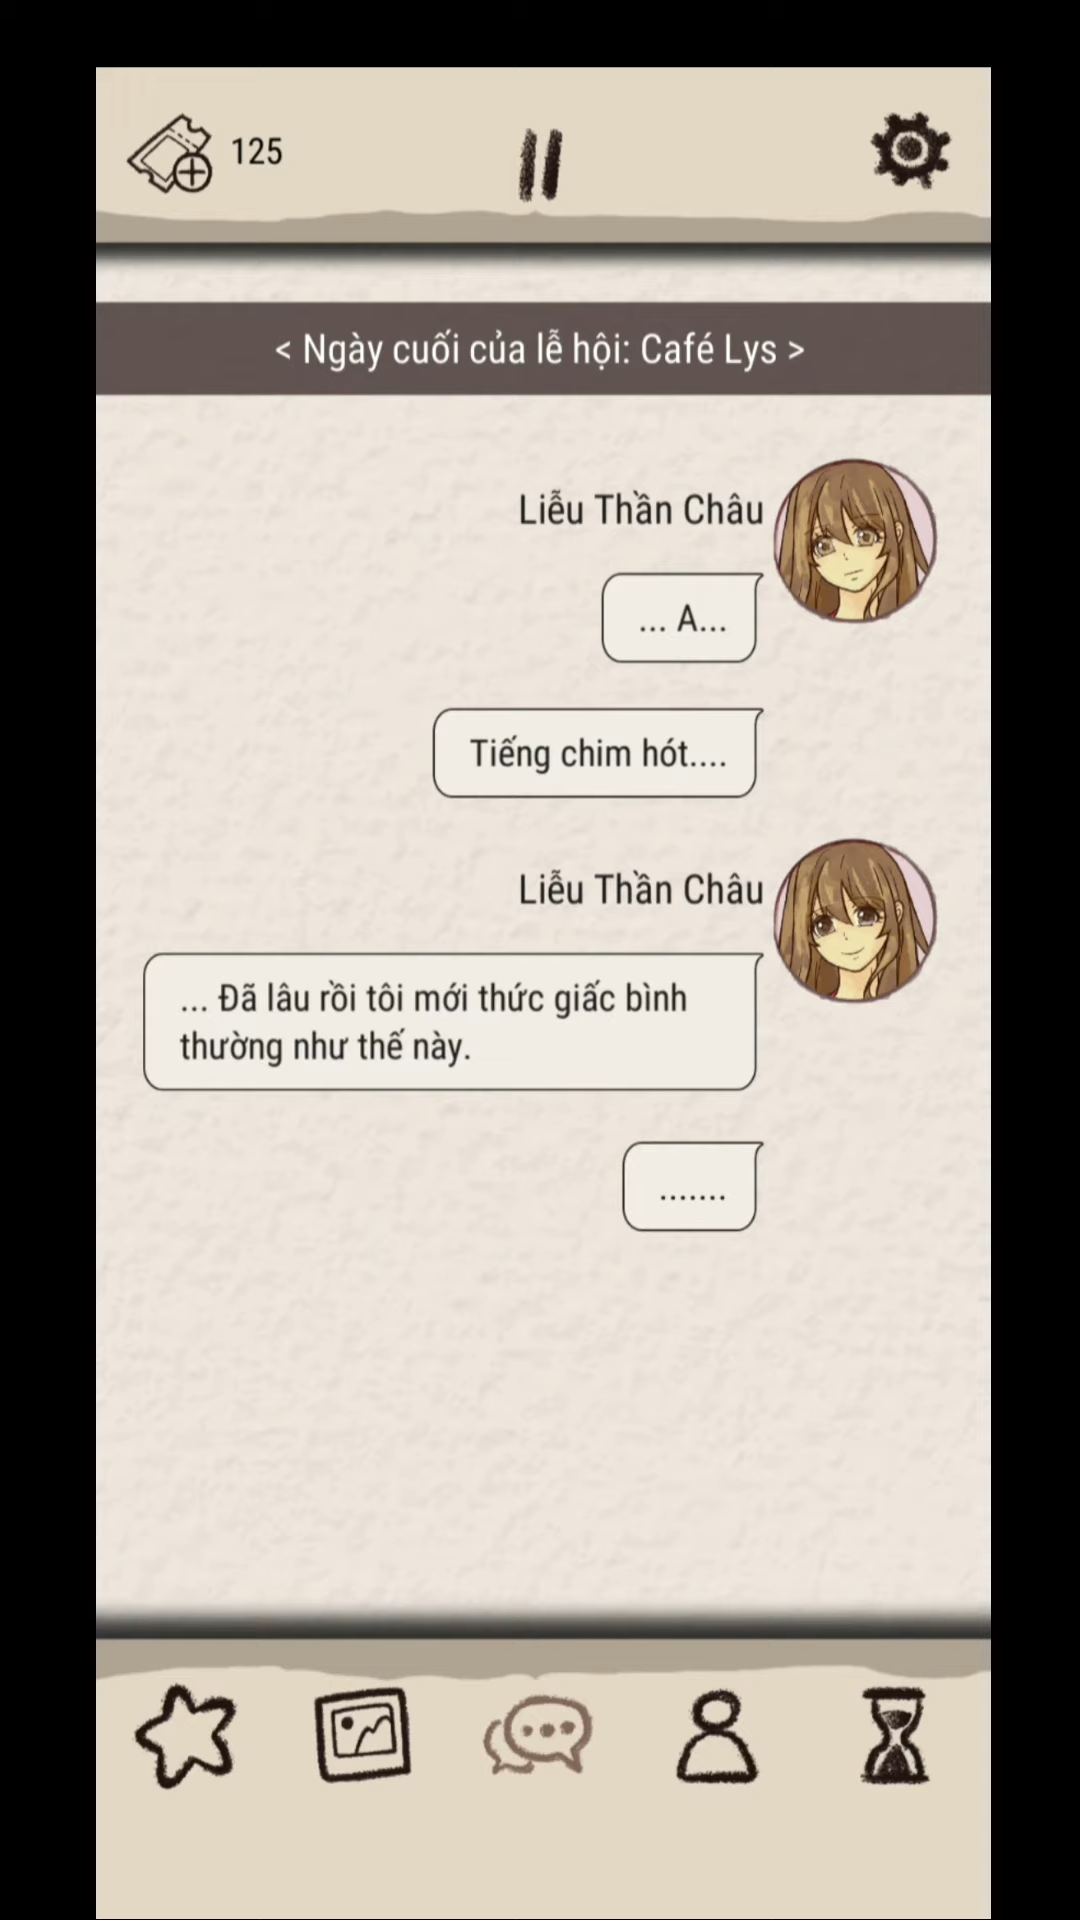 125
< Ngày cuối của lễ hội: Café Lys >
Liễu Thần Châu
... A...
Tiếng chim hót....
Liễu Thần Châu
... Đã lâu rồi tôi mới thức giấc bình
thường như thế này.
.......